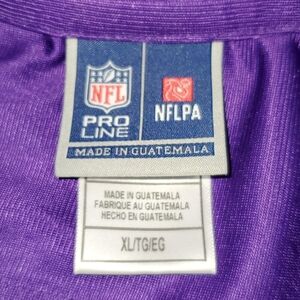 NFL
PRO
LINE
NFLPA
MADE IN GUATEMALA
MADE IN GUATEMALA
FABRIQUE AU GUATEMALA
HECHO EN GUATEMALA
XL/TG/EG